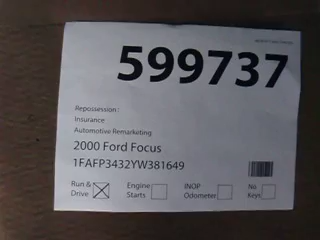 599737
Repossession:
Insurance
Automotive Remarketing
2000 Ford Focus
1FAFP3432YW381649
Run & Drive
Engine Starts
INOP Odometer
No Keys